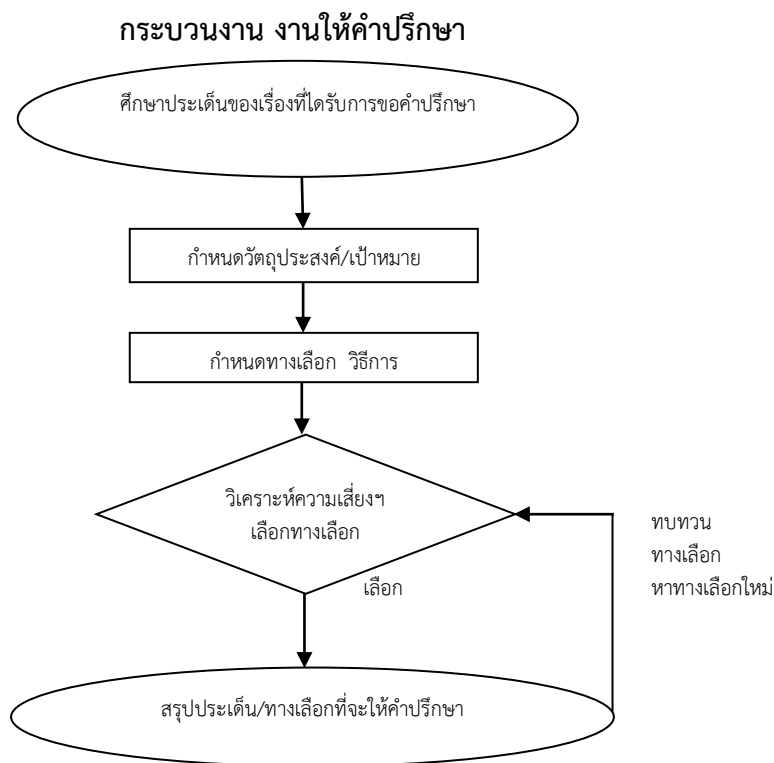 กระบวนงาน งานให้คำปรึกษา
ศึกษาประเด็นของเรื่องที่ไดรับการขอคำปรึกษา
กำหนดวัตถุประสงค์/เป้าหมาย
กำหนดทางเลือก วิธีการ
วิเคราะห์ความเสี่ยงฯ
เลือกทางเลือก
ทบทวน
ทางเลือก
หาทางเลือกใหม่
เลือก
สรุปประเด็น/ทางเลือกที่จะให้คำปรึกษา